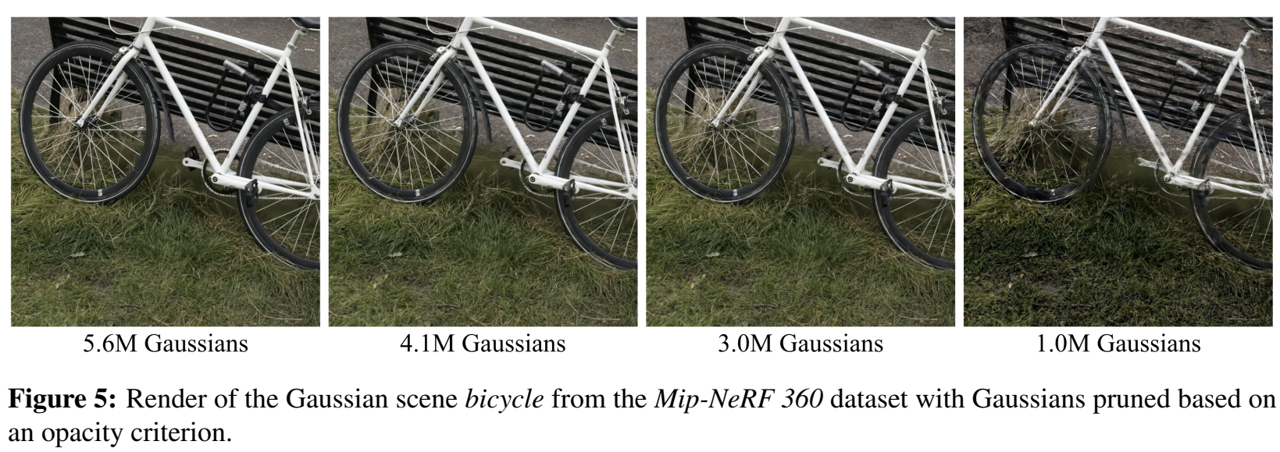 5.6M Gaussians
4.1M Gaussians
3.0M Gaussians
1.0M Gaussians
Figure 5: Render of the Gaussian scene bicycle from the Mip-NeRF 360 dataset with Gaussians pruned based on
an opacity criterion.